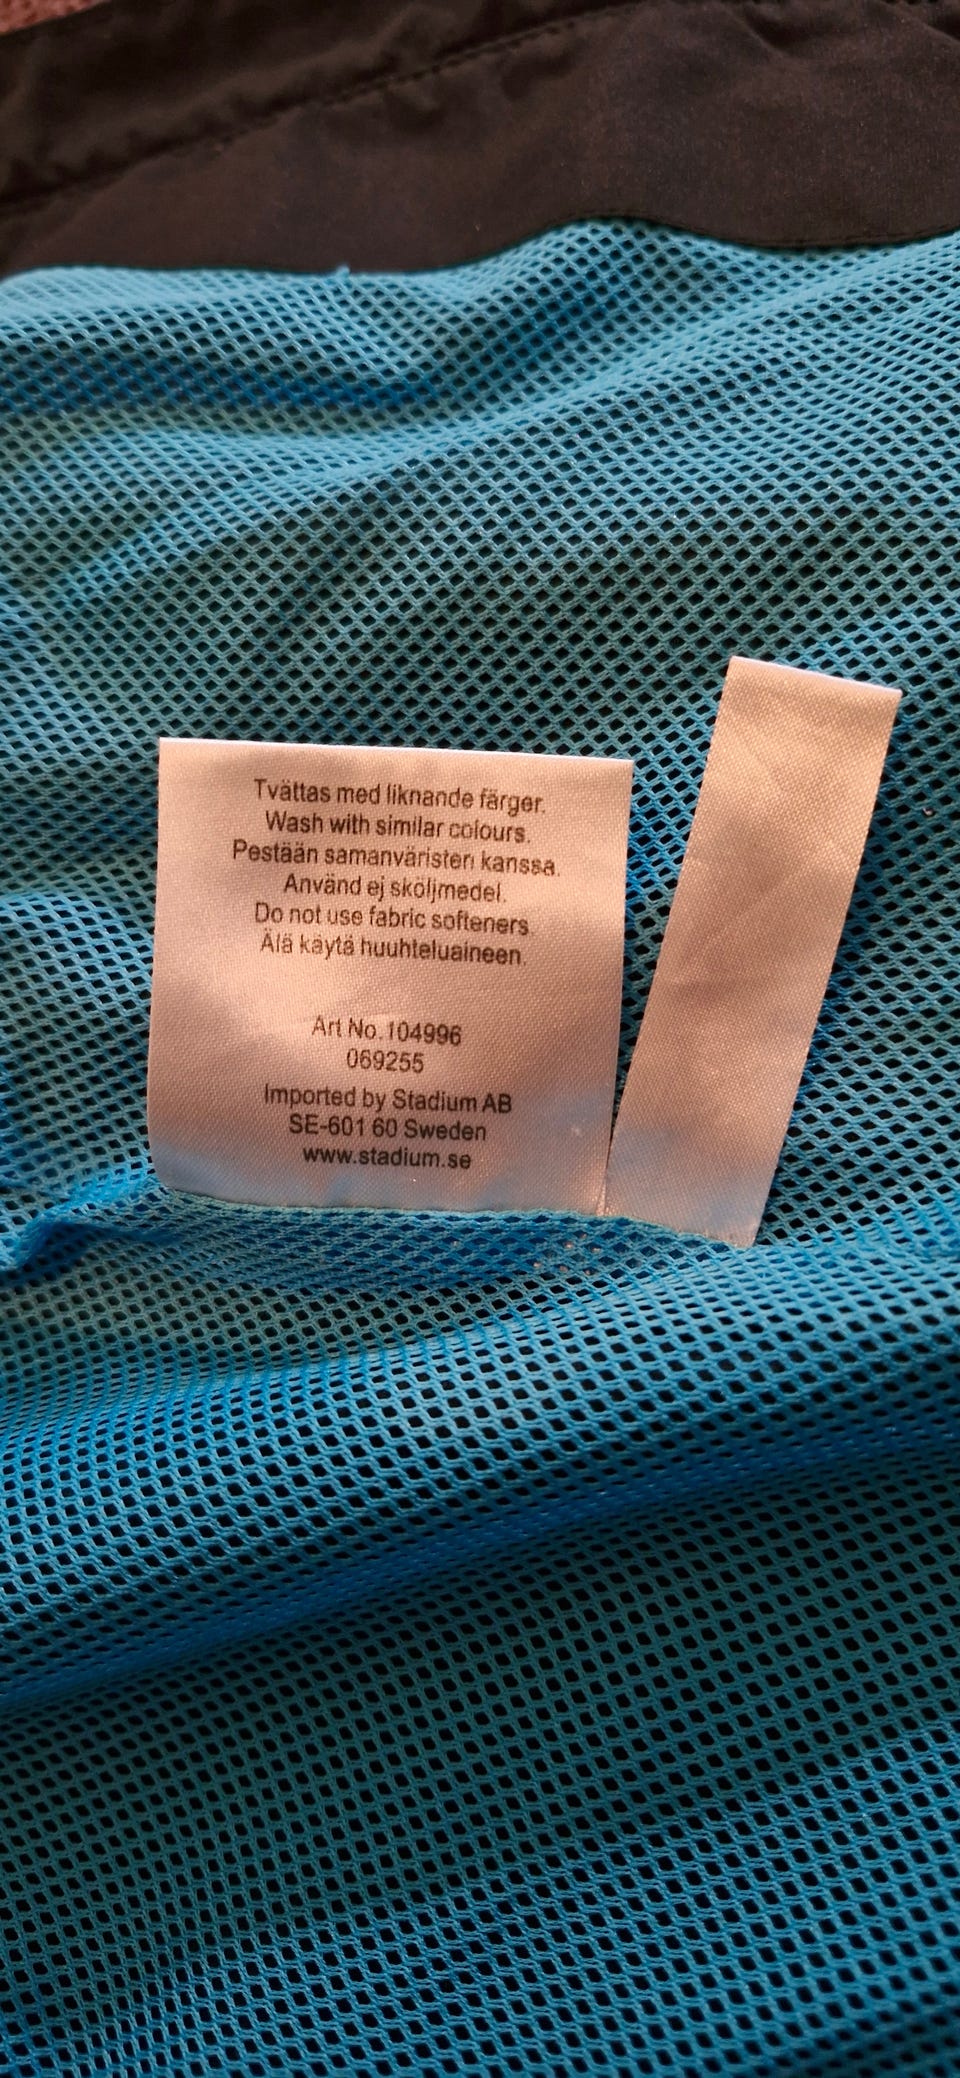 Tvättas med liknande färger.
Wash with similar colours.
Pestään samanväristen kanssa.
Använd ej sköljmedel.
Do not use fabric softeners.
Älä käytä huuhteluaineen.
Art No.104996
069255
Imported by Stadium AB
SE-601 60 Sweden
www.stadium.se